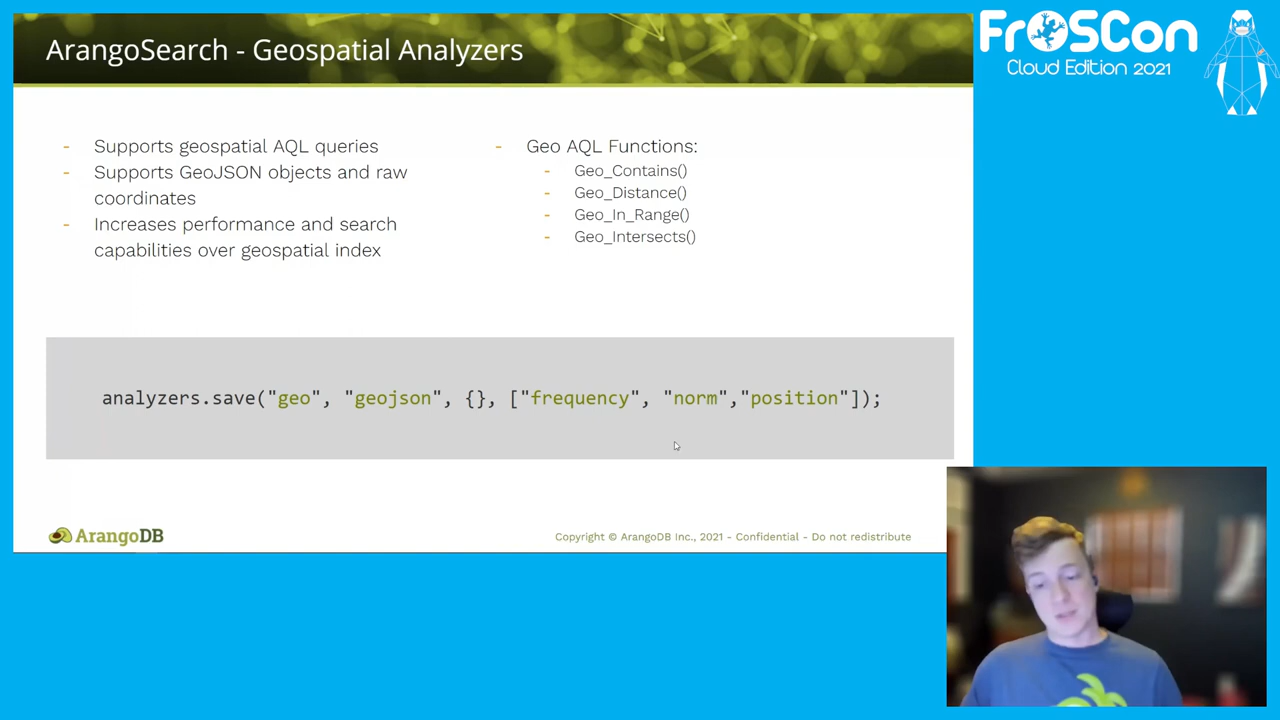 ArangoSearch - Geospatial Analyzers
FrOSCon
Cloud Edition 2021
- Supports geospatial AQL queries
- Supports GeoJSON objects and raw
coordinates
- Increases performance and search
capabilities over geospatial index
- Geo AQL Functions:
- Geo_Contains()
- Geo_Distance()
- Geo_In_Range()
- Geo_Intersects()
analyzers.save("geo", "geojson", {}, ["frequency", "norm","position"]);
ArangoDB
Copyright © ArangoDB Inc., 2021 - Confidential - Do not redistribute